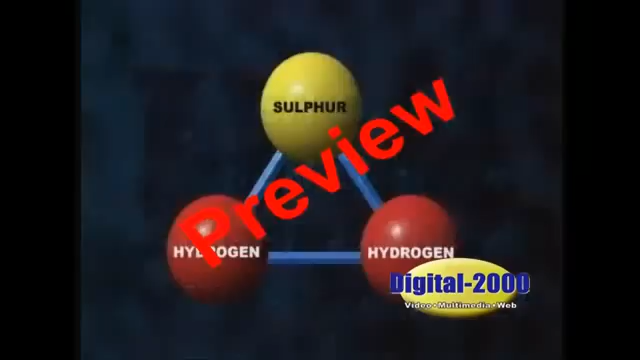 SULPHUR
Preview
HYDROGEN
HYDROGEN
Digital-2000
Video•Multimedia•Web